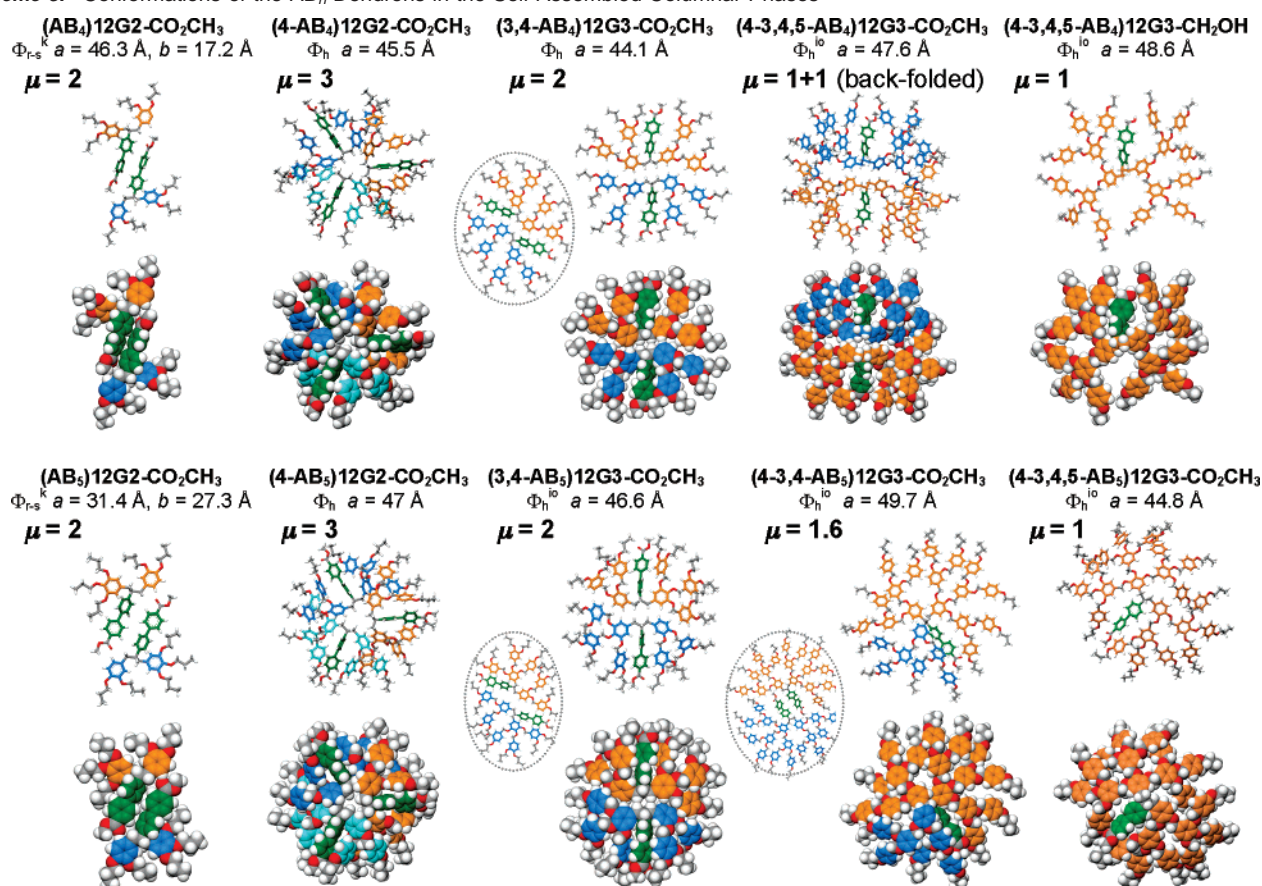 Conformations of the AB Dendrons in the Self-Assembled Columnar Phases
(AB₄)12G2-CO₂CH₃
Φr-sᵏ a = 46.3 Å, b = 17.2 Å
μ = 2
(4-AB₄)12G2-CO₂CH₃
Φh a = 45.5 Å
μ = 3
(3,4-AB₄)12G3-CO₂CH₃
Φh a = 44.1 Å
μ = 2
(4-3,4,5-AB₄)12G3-CO₂CH₃
Φhⁱᵒ a = 47.6 Å
μ = 1+1 (back-folded)
(4-3,4,5-AB₄)12G3-CH₂OH
Φhⁱᵒ a = 48.6 Å
μ = 1
(AB₅)12G2-CO₂CH₃
Φr-sᵏ a = 31.4 Å, b = 27.3 Å
μ = 2
(4-AB₅)12G2-CO₂CH₃
Φh a = 47 Å
μ = 3
(3,4-AB₅)12G3-CO₂CH₃
Φhⁱᵒ a = 46.6 Å
μ = 2
(4-3,4-AB₅)12G3-CO₂CH₃
Φhⁱᵒ a = 49.7 Å
μ = 1.6
(4-3,4,5-AB₅)12G3-CO₂CH₃
Φhⁱᵒ a = 44.8 Å
μ = 1